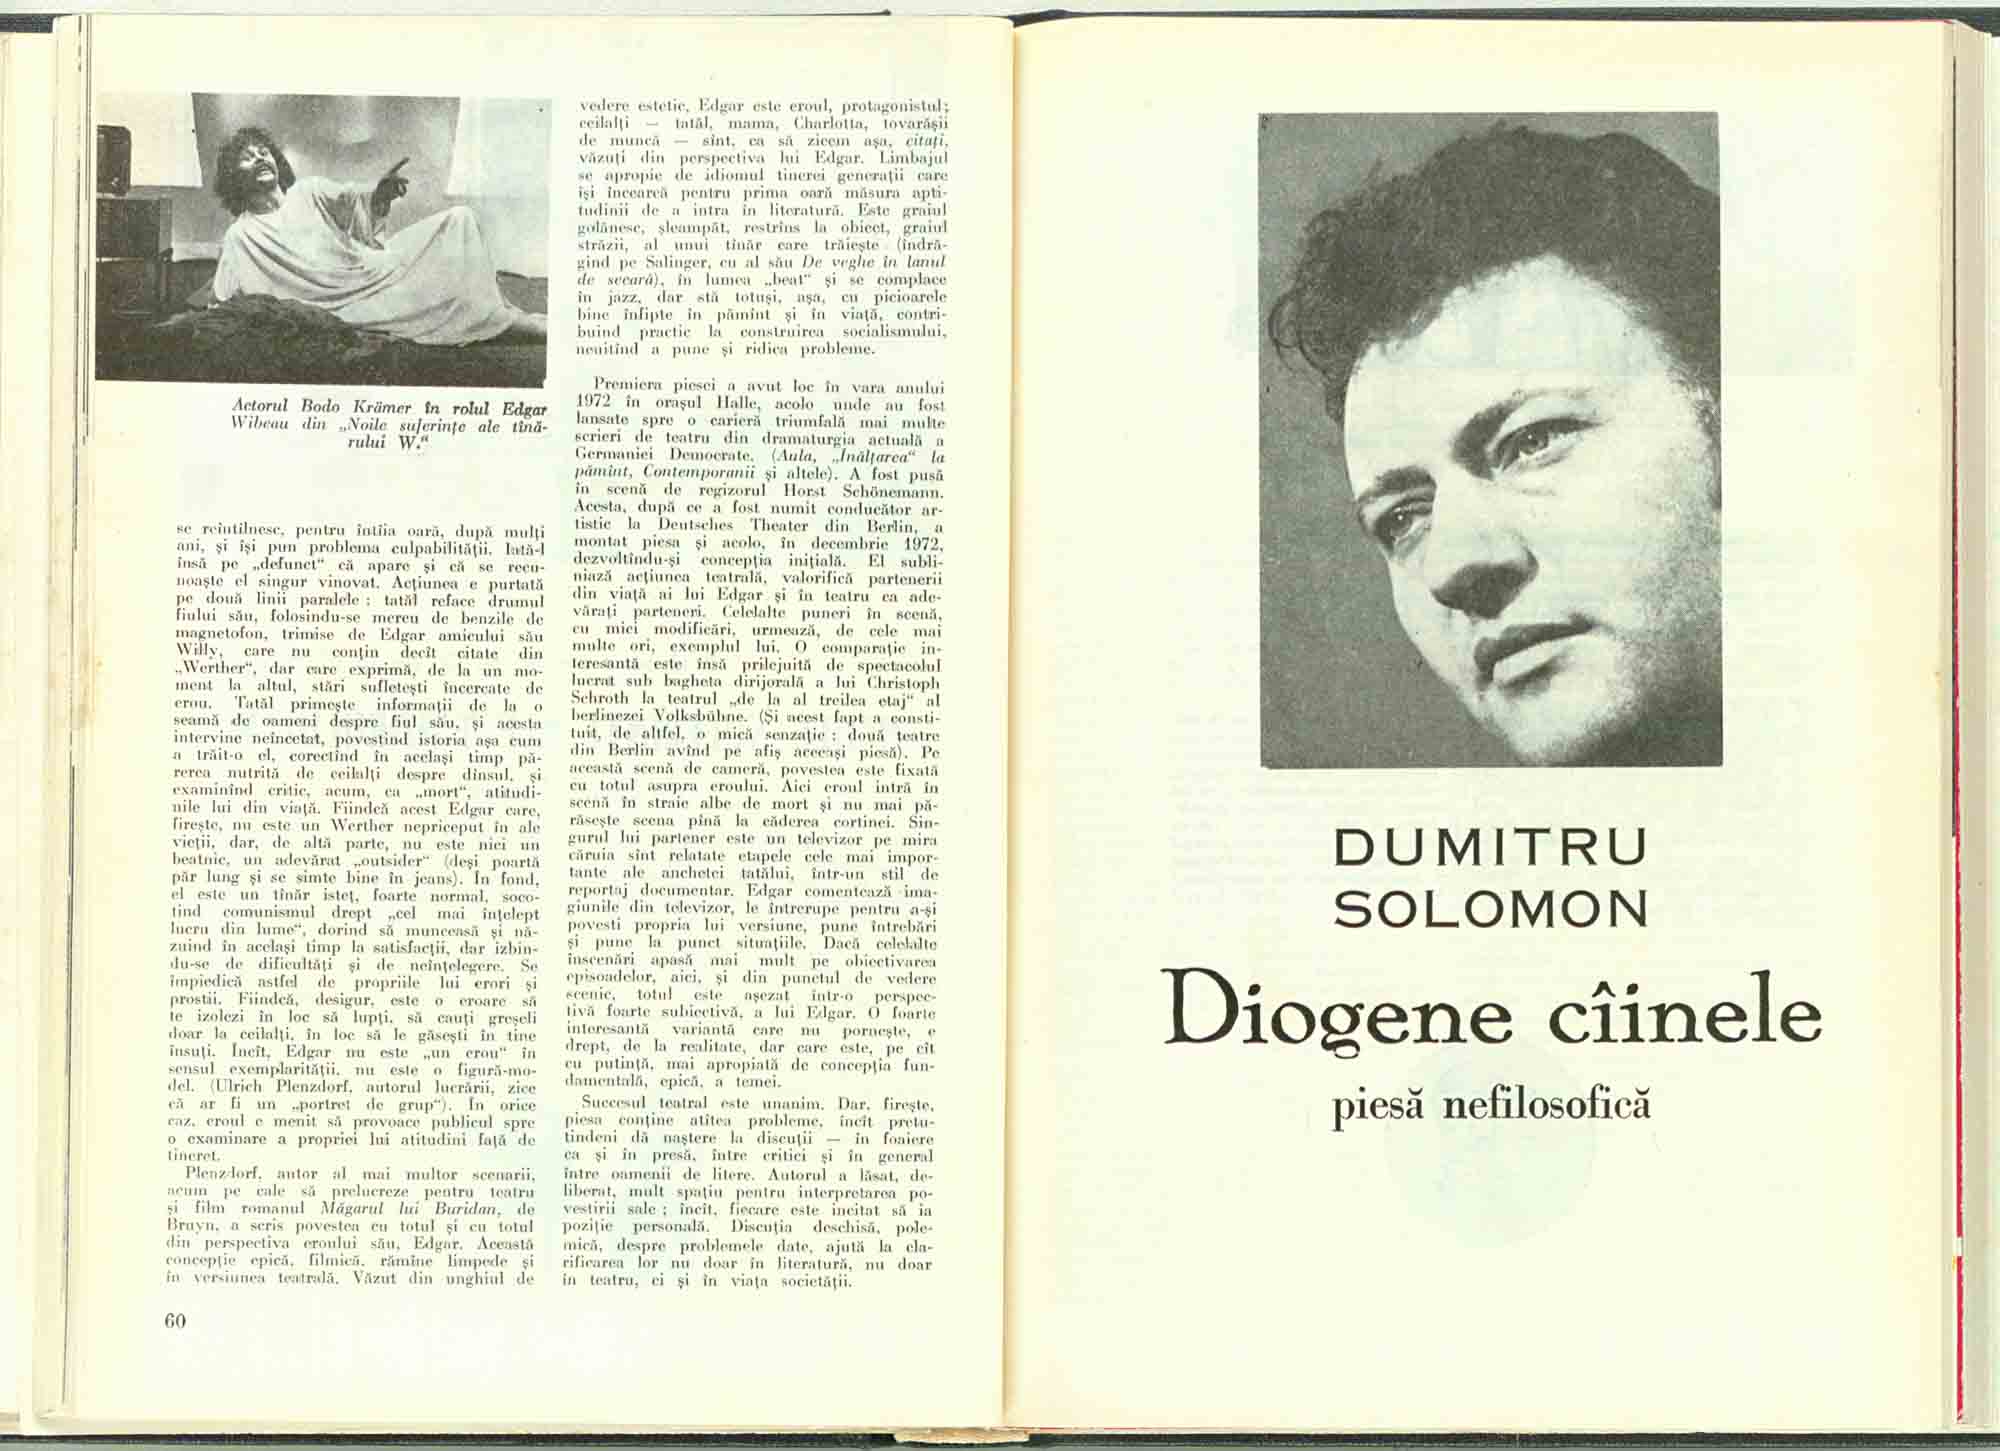 Actorul Bodo Krämer în rolul Edgar
Wibeau din „Noile suferințe ale tînă-
rului W.“
se reîntîlnesc, pentru întîia oară, după mulți
ani, și își pun problema culpabilității. Iată-l
însă pe „defunct“ că apare și că se recu-
noaște el singur vinovat. Acțiunea e purtată
pe două linii paralele : tatăl reface drumul
fiului său, folosindu-se mereu de benzile de
magnetofon, trimise de Edgar amicului său
Willy, care nu conțin decît citate din
„Werther“, dar care exprimă, de la un mo-
ment la altul, stări sufletești încercate de
erou. Tatăl primește informații de la o
seamă de oameni despre fiul său, și acesta
intervine neîncetat, povestind istoria așa cum
a trăit-o el, corectînd în același timp pă-
rerea nutrită de ceilalți despre dînsul, și
examinînd critic, acum, ca „mort“, atitudi-
nile lui din viață. Fiindcă acest Edgar care,
firește, nu este un Werther nepriceput în ale
vieții, dar, de altă parte, nu este nici un
beatnic, un adevărat „outsider“ (deși poartă
păr lung și se simte bine în jeans). In fond,
el este un tînăr isteț, foarte normal, soco-
tind comunismul drept „cel mai înțelept
lucru din lume“, dorind să muncească și nă-
zuind în același timp la satisfacții, dar izbin-
du-se de dificultăți și de neînțelegere. Se
împiedică astfel de propriile lui erori și
prostii. Fiindcă, desigur, este o eroare să
te izolezi în loc să lupți, să cauți greșeli
doar la ceilalți, în loc să le găsești în tine
însuți. Incît, Edgar nu este „un erou“ în
sensul exemplarității, nu este o figură-mo-
del. (Ulrich Plenzdorf, autorul lucrării, zice
că ar fi un „portret de grup“). In orice
caz, eroul e menit să provoace publicul spre
o examinare a propriei lui atitudini față de
tineret.
Plenzdorf, autor al mai multor scenarii,
acum pe cale să prelucreze pentru teatru
și film romanul Măgarul lui Buridan, de
Bruyn, a scris povestea cu totul și cu totul
din perspectiva eroului său, Edgar. Această
concepție epică, filmică, rămîne limpede și
în versiunea teatrală. Văzut din unghiul de
60
vedere estetic, Edgar este eroul, protagonistul;
ceilalți — tatăl, mama, Charlotta, tovarășii
de muncă — sînt, ca să zicem așa, citați,
văzuți din perspectiva lui Edgar. Limbajul
se apropie de idiomul tinerei generații care
își încearcă pentru prima oară măsura apti-
tudinii de a intra în literatură. Este graiul
golănesc, șleampăt, restrîns la obiect, graiul
străzii, al unui tînăr care trăiește (îndră-
gind pe Salinger, cu al său De veghe în lanul
de secară), în lumea „beat“ și se complace
în jazz, dar stă totuși, așa, cu picioarele
bine înfipte în pămînt și în viață, contri-
buind practic la construirea socialismului,
neuitînd a pune și ridica probleme.
Premiera piesei a avut loc în vara anului
1972 în orașul Halle, acolo unde au fost
lansate spre o carieră triumfală mai multe
scrieri de teatru din dramaturgia actuală a
Germaniei Democrate. (Aula, „Inălțarea“ la
pămînt, Contemporanii și altele). A fost pusă
în scenă de regizorul Horst Schönemann.
Acesta, după ce a fost numit conducător ar-
tistic la Deutsches Theater din Berlin, a
montat piesa și acolo, în decembrie 1972,
dezvoltîndu-și concepția inițială. El subli-
niază acțiunea teatrală, valorifică partenerii
din viață ai lui Edgar și în teatru ca ade-
vărați parteneri. Celelalte puneri în scenă,
cu mici modificări, urmează, de cele mai
multe ori, exemplul lui. O comparație in-
teresantă este însă prilejuită de spectacolul
lucrat sub bagheta dirijorală a lui Christoph
Schroth la teatrul „de la al treilea etaj“ al
berlinezei Volksbühne. (Și acest fapt a consti-
tuit, de altfel, o mică senzație : două teatre
din Berlin avînd pe afiș aceeași piesă). Pe
această scenă de cameră, povestea este fixată
cu totul asupra eroului. Aici eroul intră în
scenă în straie albe de mort și nu mai pă-
răsește scena pînă la căderea cortinei. Sin-
gurul lui partener este un televizor pe mira
căruia sînt relatate etapele cele mai impor-
tante ale anchetei tatălui, într-un stil de
reportaj documentar. Edgar comentează ima-
giunile din televizor, le întrerupe pentru a-și
povesti propria lui versiune, pune întrebări
și pune la punct situațiile. Dacă celelalte
înscenări apasă mai mult pe obiectivarea
episoadelor, aici, și din punctul de vedere
scenic, totul este așezat într-o perspec-
tivă foarte subiectivă, a lui Edgar. O foarte
interesantă variantă care nu pornește, e
drept, de la realitate, dar care este, pe cît
cu putință, mai apropiată de concepția fun-
damentală, epică, a temei.
Succesul teatral este unanim. Dar, firește,
piesa conține atîtea probleme, încît pretu-
tindeni dă naștere la discuții — în foaiere
ca și în presă, între critici și în general
între oamenii de litere. Autorul a lăsat, de-
liberat, mult spațiu pentru interpretarea po-
vestirii sale ; încît, fiecare este incitat să ia
poziție personală. Discuția deschisă, pole-
mică, despre problemele date, ajută la cla-
rificarea lor nu doar în literatură, nu doar
în teatru, ci și în viața societății.
DUMITRU
SOLOMON
Diogene cîinele
piesă nefilosofică